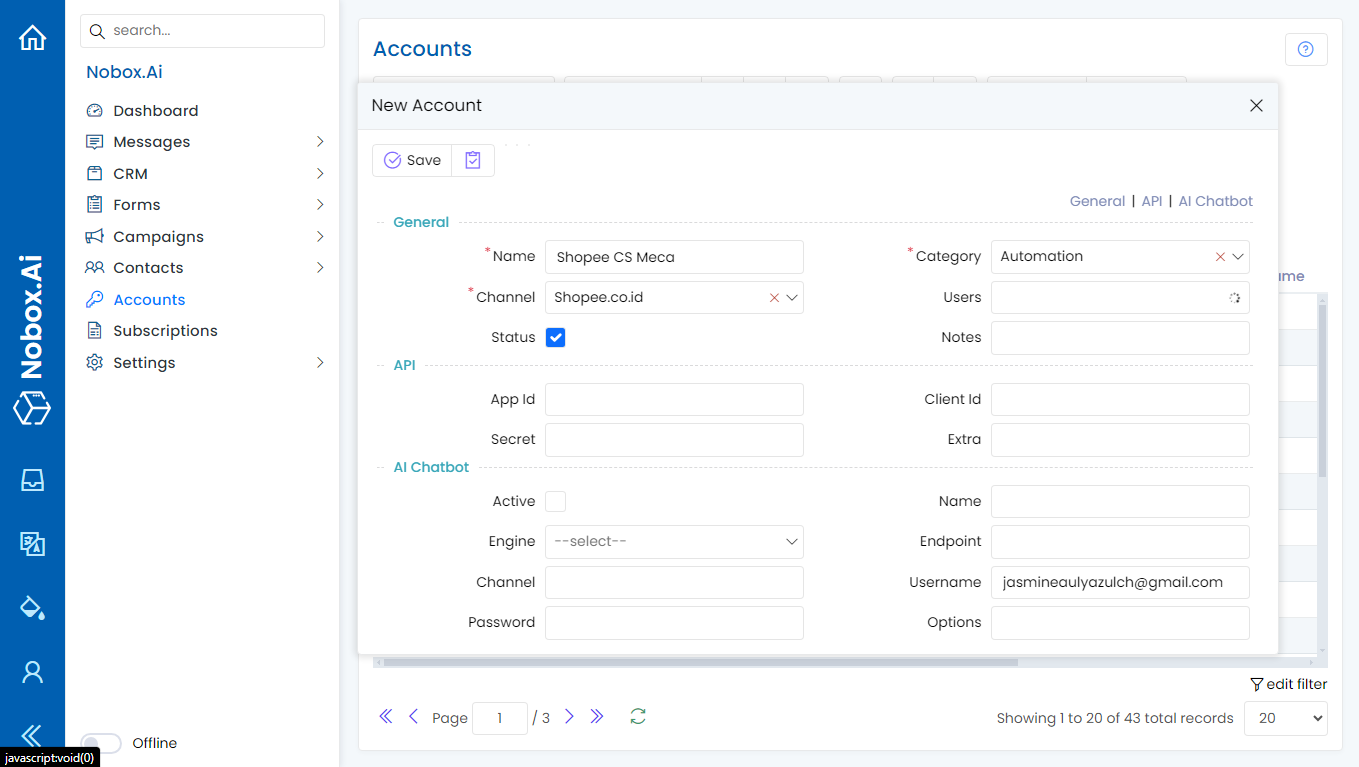 search...
Nobox.Ai
Dashboard
Messages
CRM
Forms
Campaigns
Contacts
Accounts
Subscriptions
Settings
Nobox.Ai
Offline
javascript:void(0)
Accounts
New Account
Save
General | API | AI Chatbot
General
*Name Shopee CS Meca *Category Automation
*Channel Shopee.co.id Users
Status Notes
API
App Id Client Id
Secret Extra
AI Chatbot
Active Name
Engine --select-- Endpoint
Channel Username jasmineaulyazulch@gmail.com
Password Options
edit filter
Page 1 / 3 Showing 1 to 20 of 43 total records 20